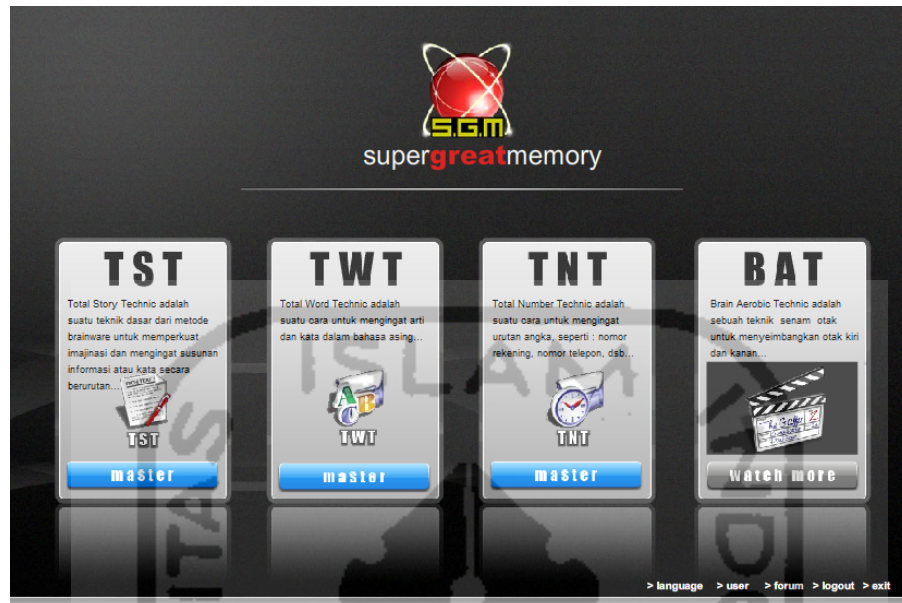 S.G.M
supergreatmemory
TST
Total Story Technic adalah
suatu teknik dasar dari metode
brainware untuk memperkuat
imajinasi dan mengingat susunan
informasi atau kata secara
berurutan...
TST
master
TWT
Total Word Technic adalah
suatu cara untuk mengingat arti
dan kata dalam bahasa asing...
A B
TWT
master
TNT
Total Number Technic adalah
suatu cara untuk mengingat
urutan angka, seperti : nomor
rekening, nomor telepon, dsb...
TNT
master
BAT
Brain Aerobic Technic adalah
sebuah teknik senam otak
untuk menyeimbangkan otak kiri
dan kanan...
watch more
> language > user > forum > logout > exit
ISLAM